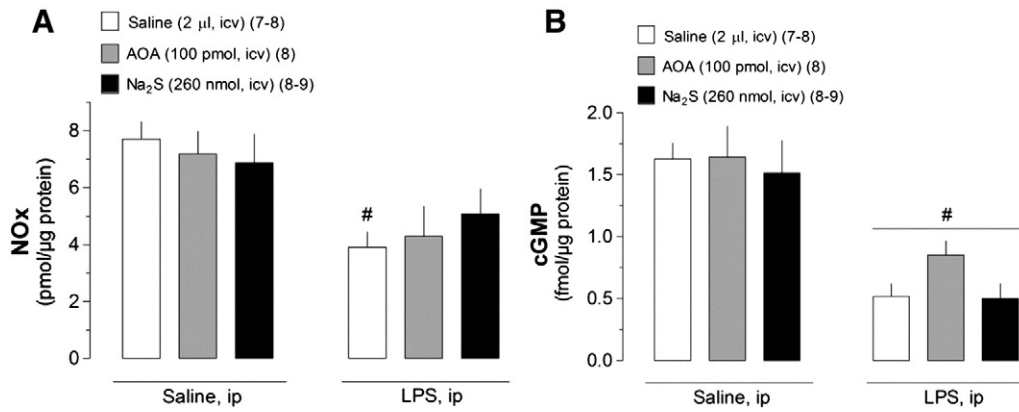 A
Saline (2 µl, icv) (7-8)
AOA (100 pmol, icv) (8)
Na₂S (260 nmol, icv) (8-9)
NOx
(pmol/µg protein)
8
6
4
2
0
#
Saline, ip
LPS, ip
B
Saline (2 µl, icv) (7-8)
AOA (100 pmol, icv) (8)
Na₂S (260 nmol, icv) (8-9)
cGMP
(fmol/µg protein)
2.0
1.5
1.0
0.5
0.0
#
Saline, ip
LPS, ip